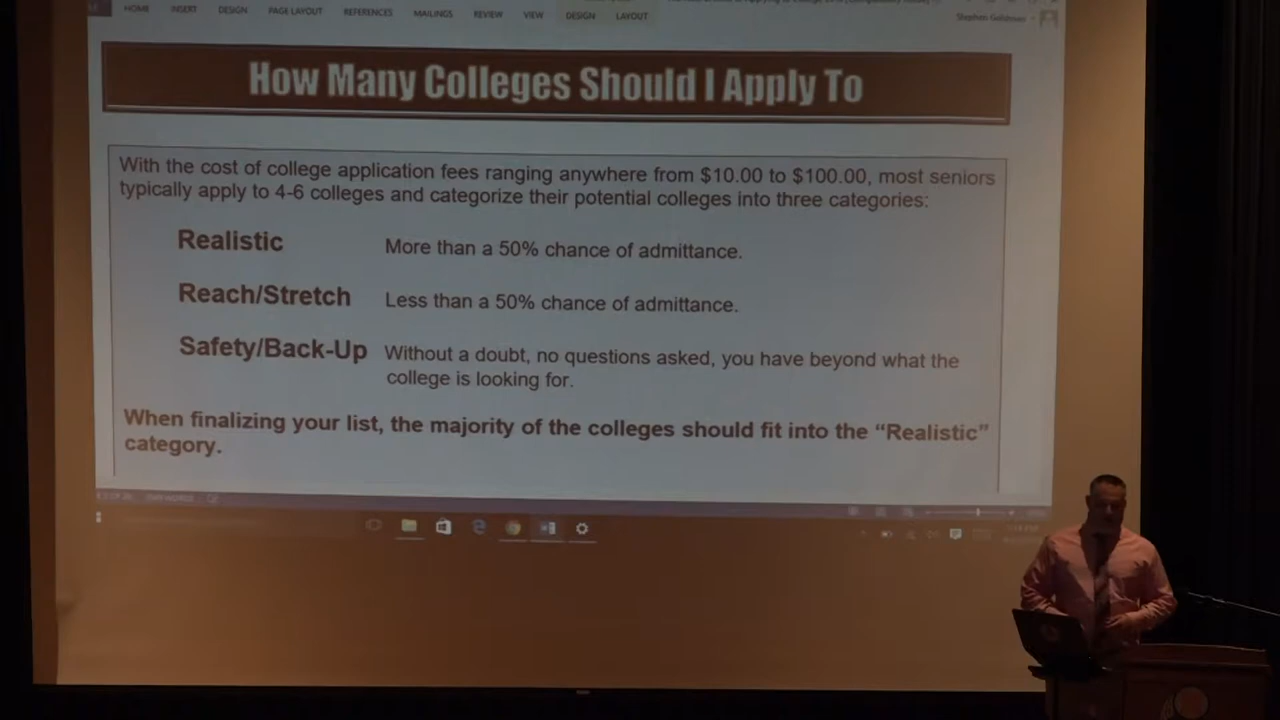 HOME INSERT DESIGN PAGE LAYOUT REFERENCES MAILINGS REVIEW VIEW DESIGN LAYOUT
How Many Colleges Should I Apply To
With the cost of college application fees ranging anywhere from $10.00 to $100.00, most seniors
typically apply to 4-6 colleges and categorize their potential colleges into three categories:
Realistic More than a 50% chance of admittance.
Reach/Stretch Less than a 50% chance of admittance.
Safety/Back-Up Without a doubt, no questions asked, you have beyond what the
college is looking for.
When finalizing your list, the majority of the colleges should fit into the “Realistic”
category.